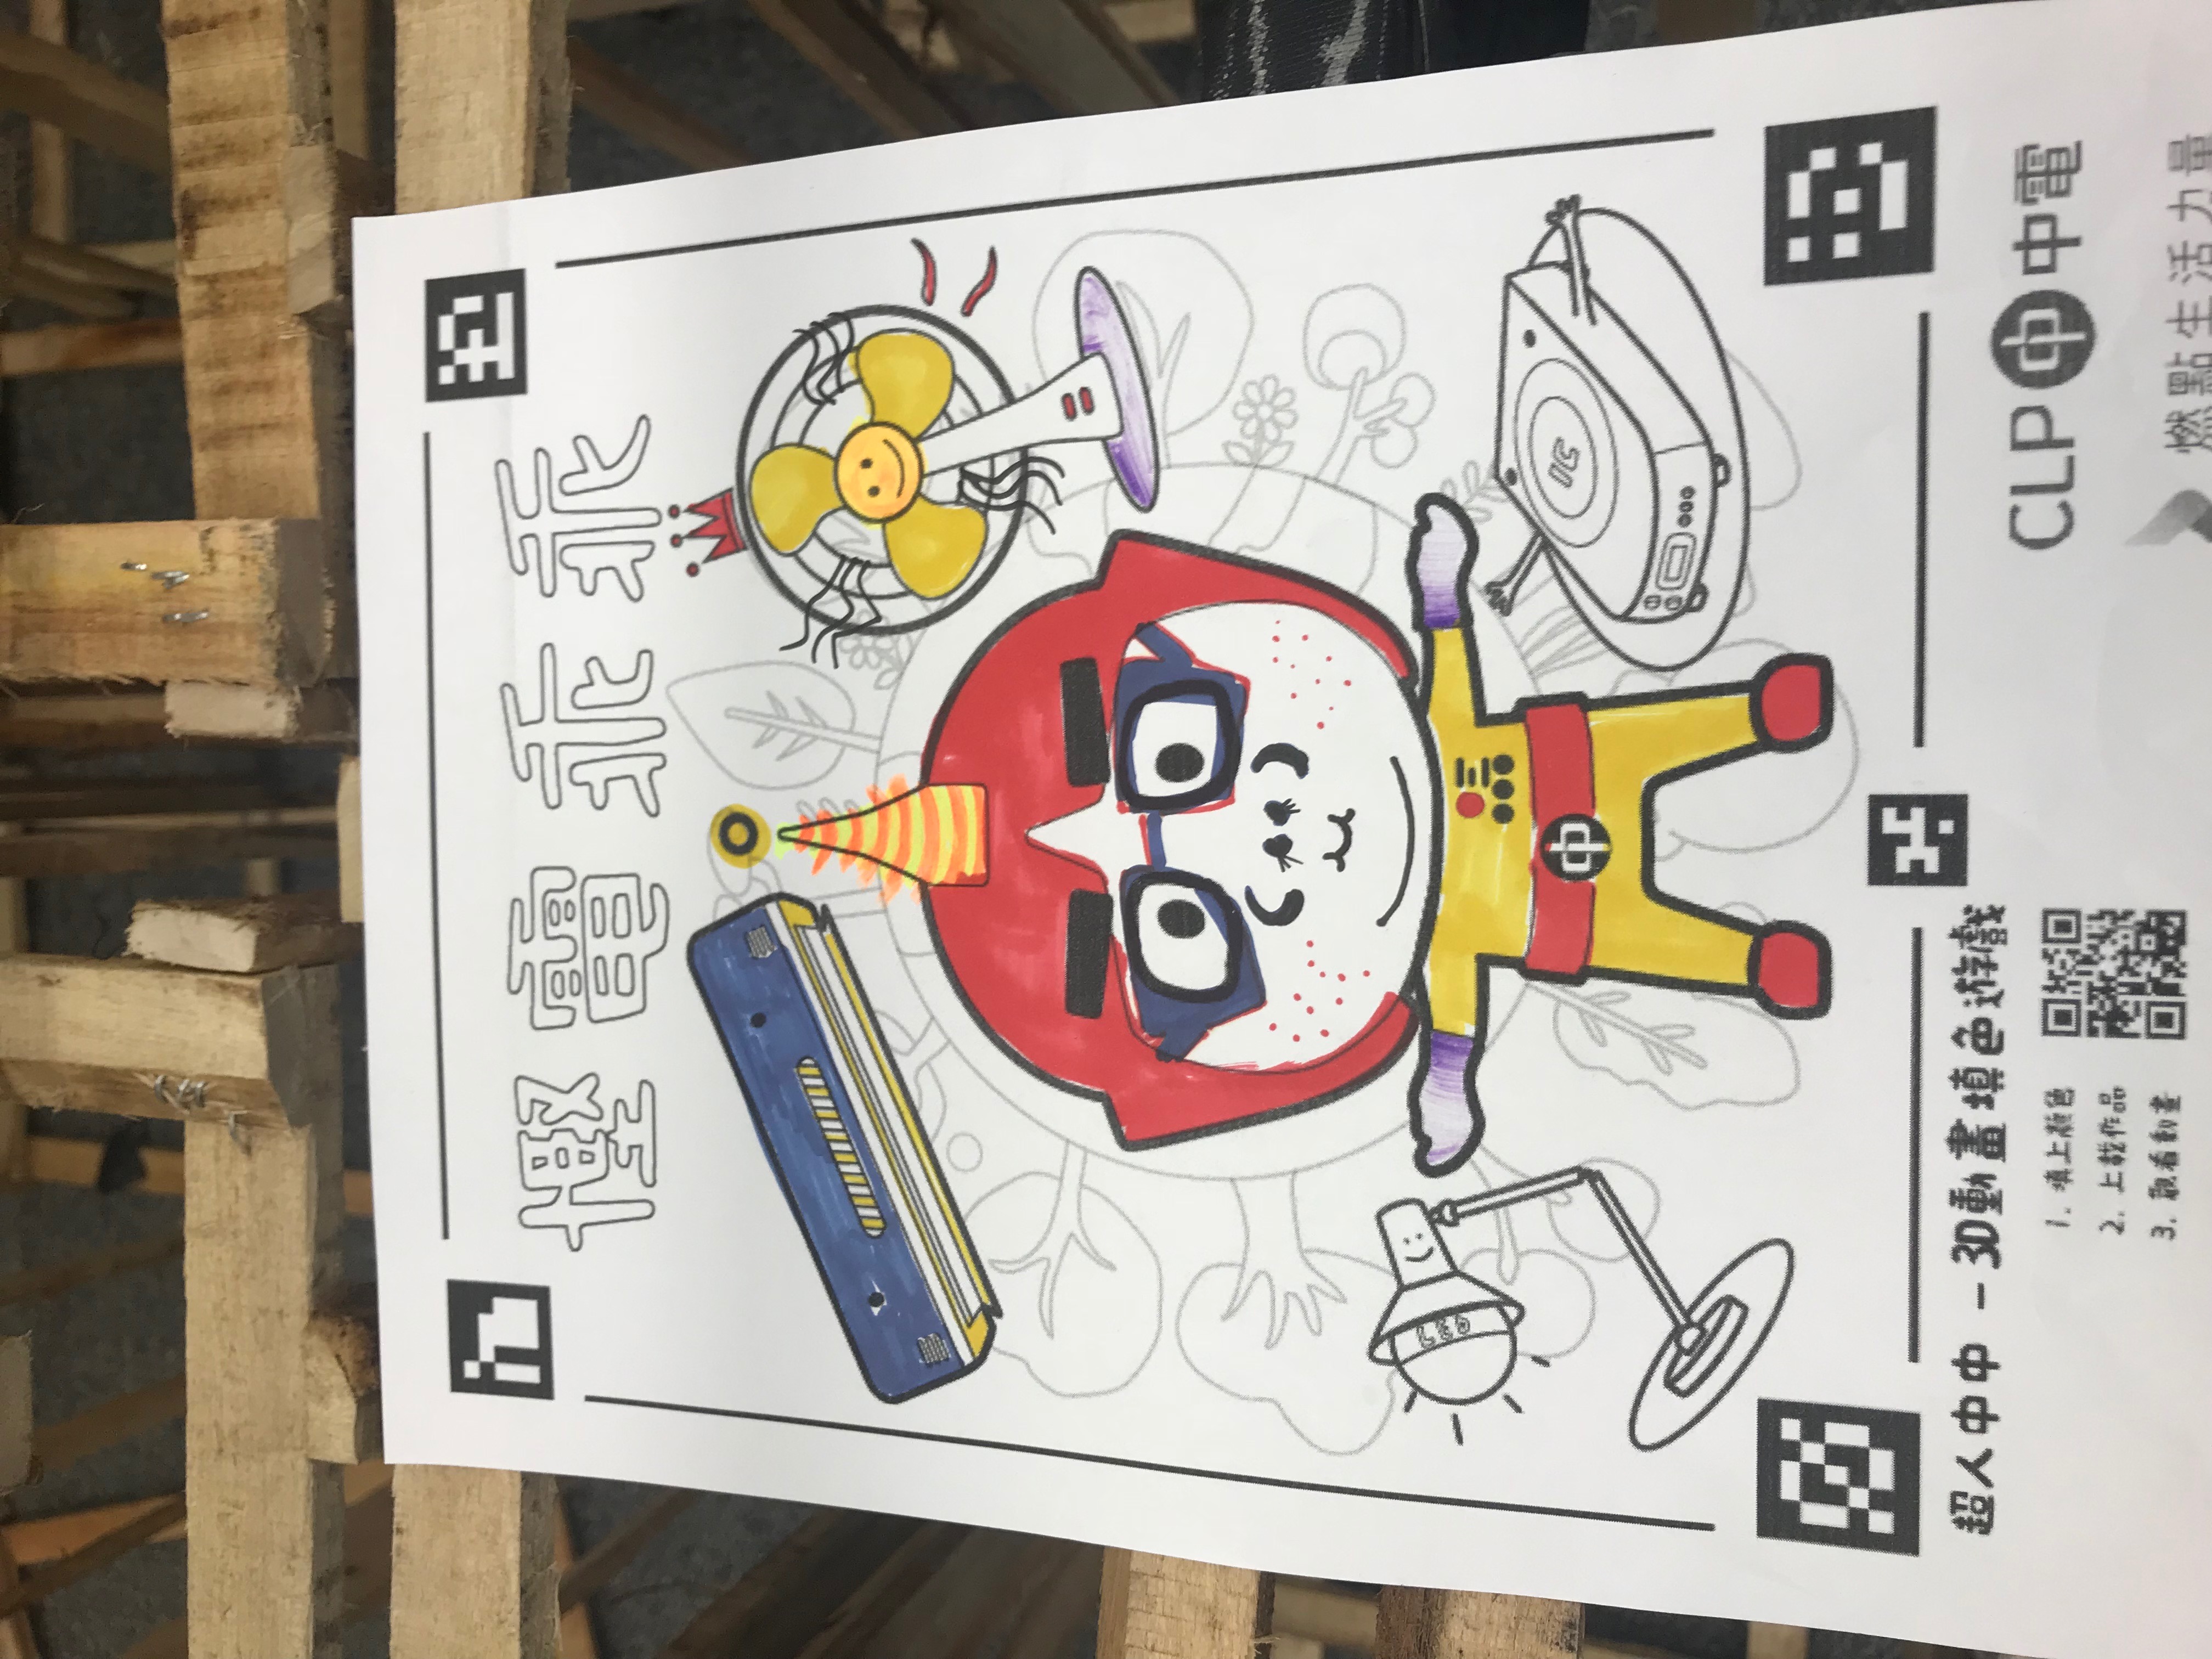 慳電乖乖
LED
IC
中
超人中中 - 3D動畫填色遊戲
1. 填上顏色
2. 上載作品
3. 觀看動畫
CLP 中 中電
燃點生活力量